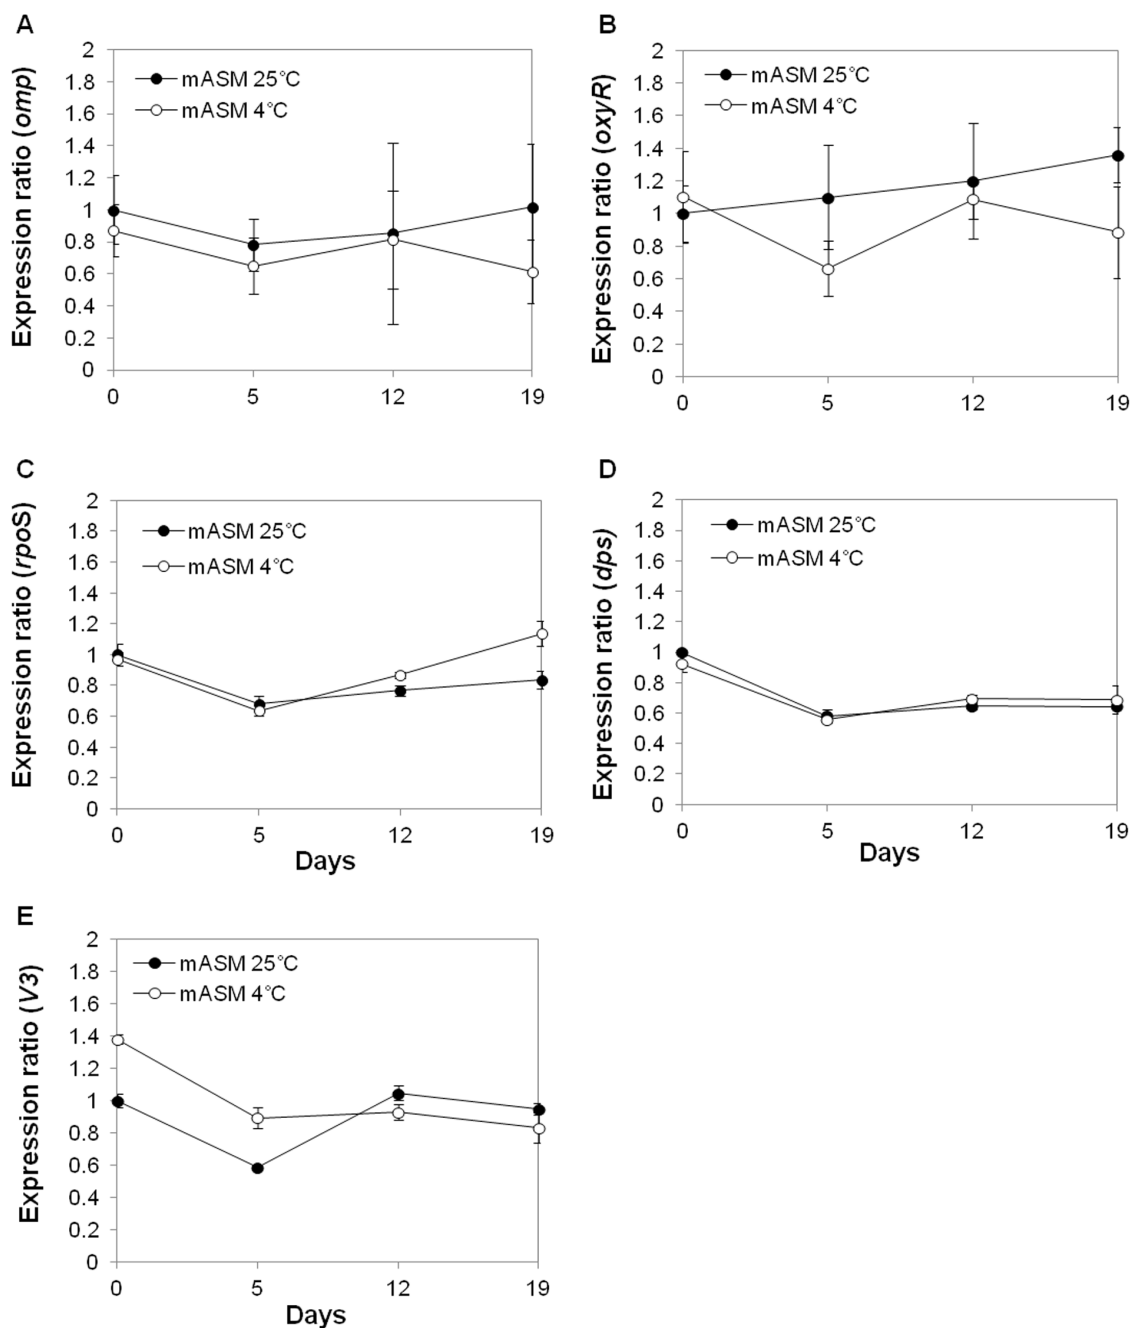 A
Expression ratio (omp)
2
1.8
1.6
1.4
1.2
1
0.8
0.6
0.4
0.2
0
mASM 25°C
mASM 4°C
0 5 12 19
B
Expression ratio (oxyR)
2
1.8
1.6
1.4
1.2
1
0.8
0.6
0.4
0.2
0
mASM 25°C
mASM 4°C
0 5 12 19
C
Expression ratio (rpoS)
2
1.8
1.6
1.4
1.2
1
0.8
0.6
0.4
0.2
0
mASM 25°C
mASM 4°C
0 5 12 19
Days
D
Expression ratio (dps)
2
1.8
1.6
1.4
1.2
1
0.8
0.6
0.4
0.2
0
mASM 25°C
mASM 4°C
0 5 12 19
Days
E
Expression ratio (V3)
2
1.8
1.6
1.4
1.2
1
0.8
0.6
0.4
0.2
0
mASM 25°C
mASM 4°C
0 5 12 19
Days